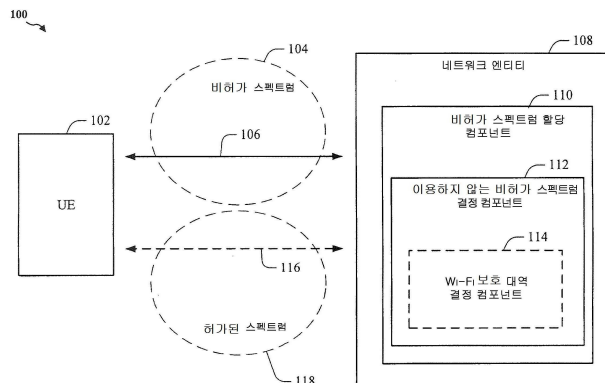 100
104
108
비허가 스펙트럼
네트워크 엔티티
110
102
106
비허가 스펙트럼 할당
컴포넌트
112
이용하지 않는 비허가 스펙트럼
결정 컴포넌트
UE
114
116
Wi-Fi 보호 대역
결정 컴포넌트
허가된 스펙트럼
118